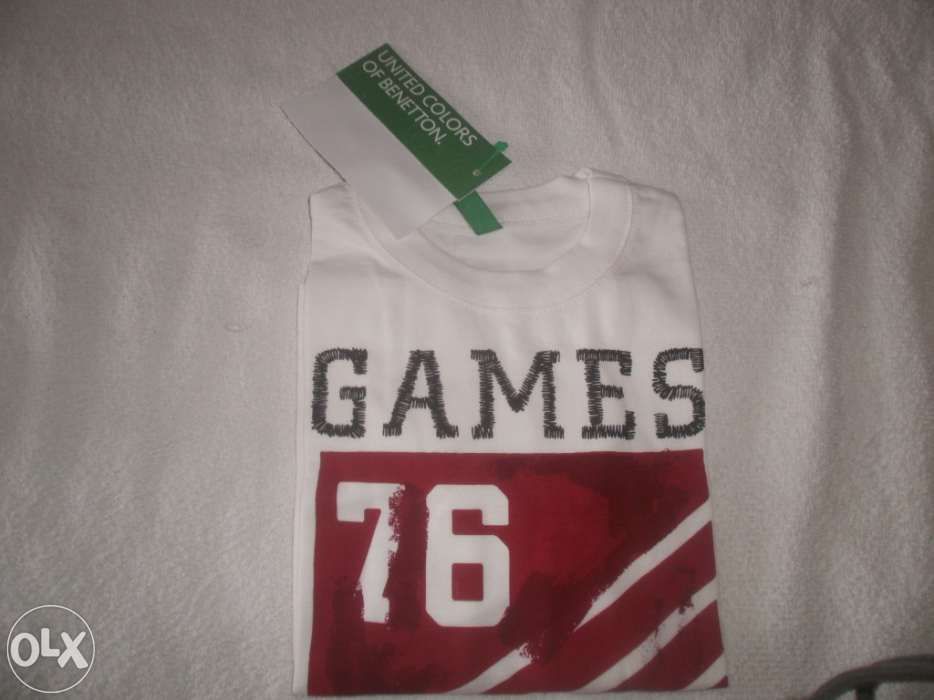 UNITED COLORS
OF BENETTON.
GAMES
76
OLX